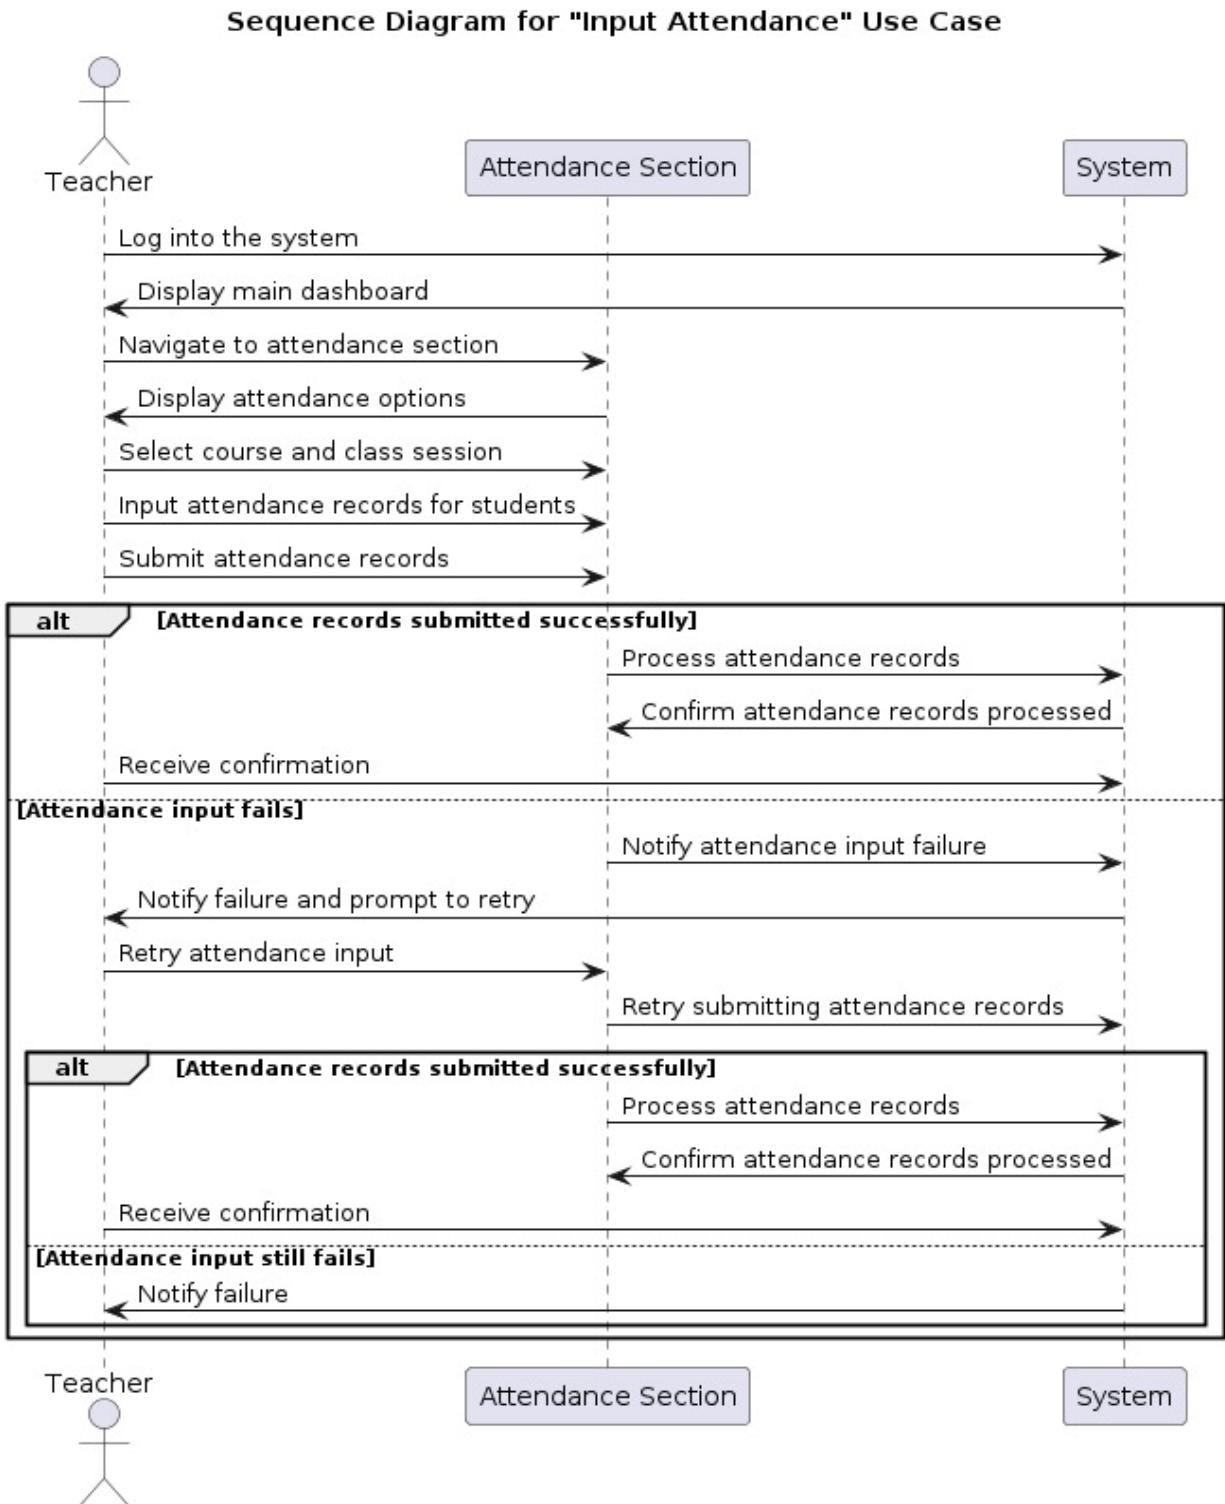 Sequence Diagram for "Input Attendance" Use Case
Teacher
Attendance Section
System
Log into the system
Display main dashboard
Navigate to attendance section
Display attendance options
Select course and class session
Input attendance records for students
Submit attendance records
alt
[Attendance records submitted successfully]
Process attendance records
Confirm attendance records processed
Receive confirmation
[Attendance input fails]
Notify attendance input failure
Notify failure and prompt to retry
Retry attendance input
Retry submitting attendance records
alt
[Attendance records submitted successfully]
Process attendance records
Confirm attendance records processed
Receive confirmation
[Attendance input still fails]
Notify failure
Teacher
Attendance Section
System